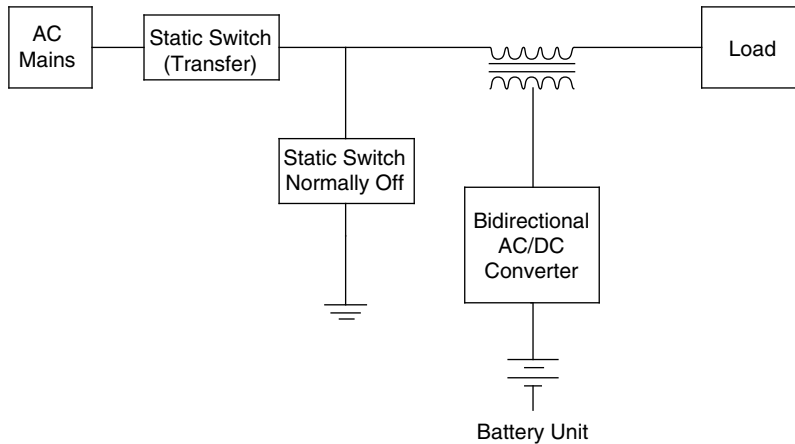 AC
Mains
Static Switch
(Transfer)
Load
Static Switch
Normally Off
Bidirectional
AC/DC
Converter
Battery Unit